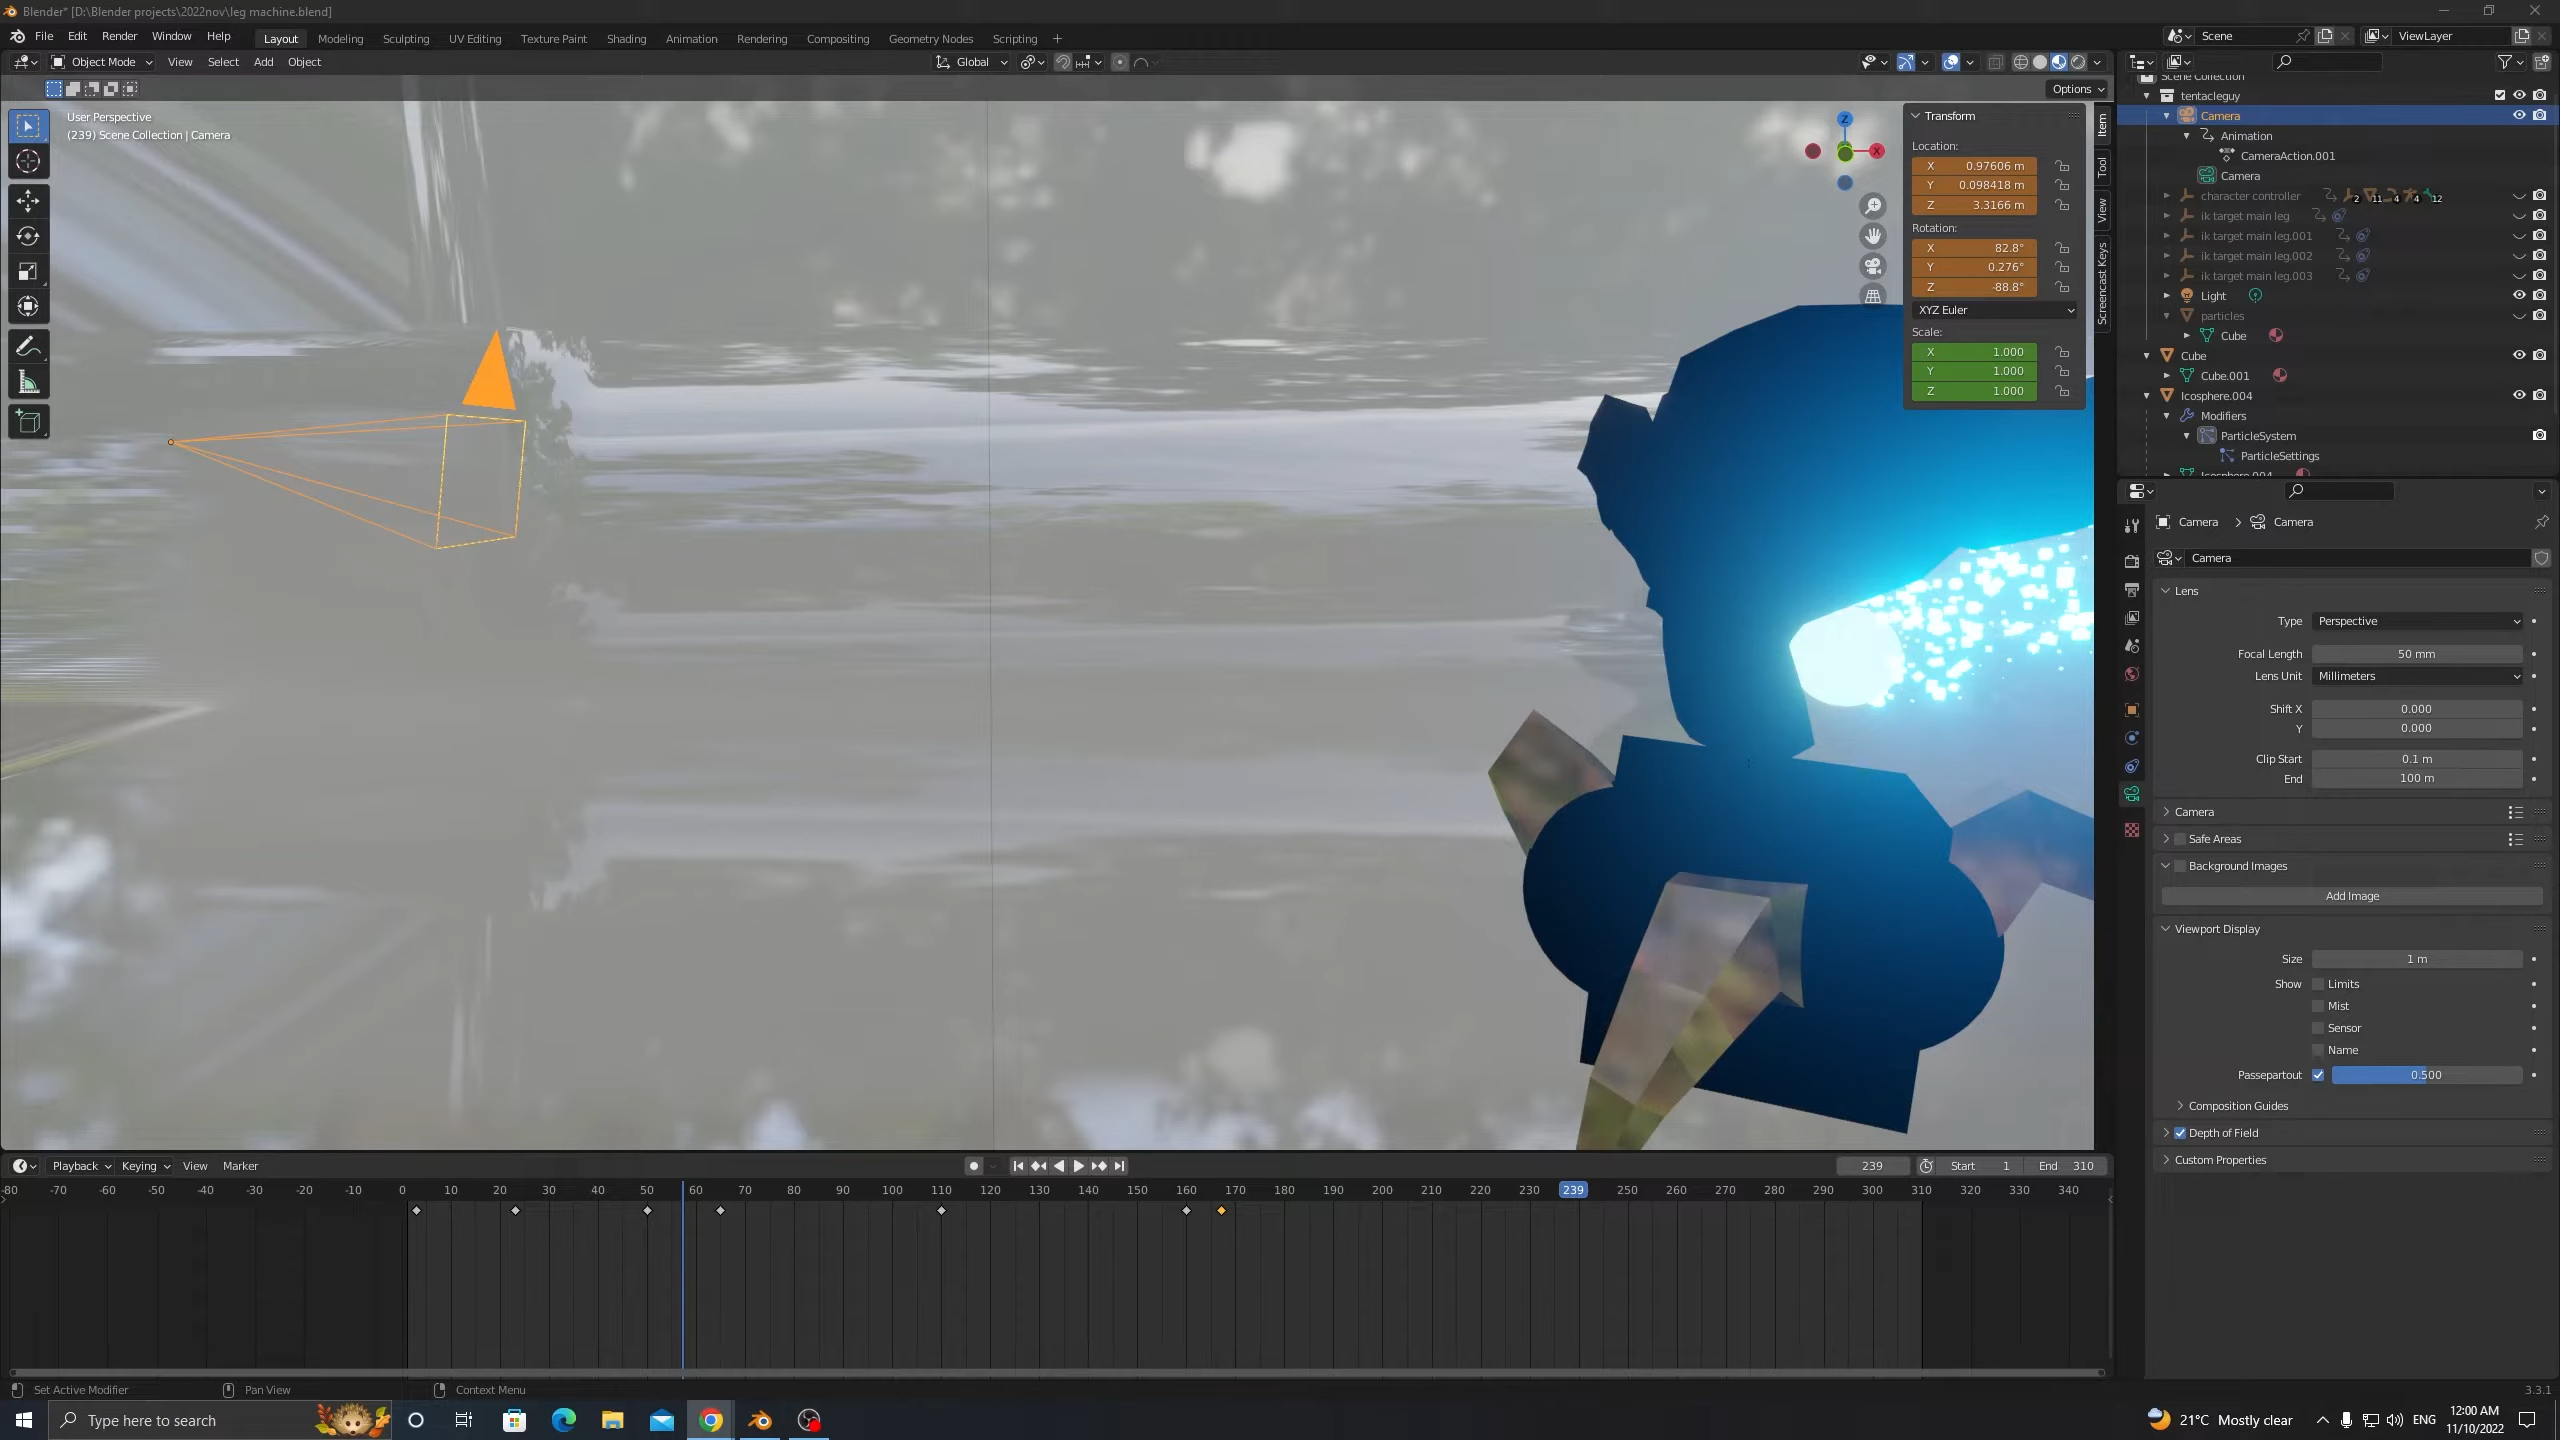 Blender* [D:\Blender projects\2022nov\leg machine.blend]
File Edit Render Window Help Layout Modeling Sculpting UV Editing Texture Paint Shading Animation Rendering Compositing Geometry Nodes Scripting + Scene ViewLayer
Object Mode View Select Add Object Global
Options
User Perspective
(239) Scene Collection | Camera
Z
X
Transform
Location:
X 0.97606 m
Y 0.098418 m
Z 3.3166 m
Rotation:
X 82.8°
Y 0.276°
Z -88.8°
XYZ Euler
Scale:
X 1.000
Y 1.000
Z 1.000
Item
Tool
View
Screencast Keys
Scene Collection
tentacleguy
Camera
Animation
CameraAction.001
Camera
character controller 2 11 4 4 12
ik target main leg
ik target main leg.001
ik target main leg.002
ik target main leg.003
Light
particles
Cube
Cube
Cube.001
Icosphere.004
Modifiers
ParticleSystem
ParticleSettings
Icosphere.004
Camera > Camera
Camera
Lens
Type Perspective
Focal Length 50 mm
Lens Unit Millimeters
Shift X 0.000
Y 0.000
Clip Start 0.1 m
End 100 m
Camera
Safe Areas
Background Images
Add Image
Viewport Display
Size 1 m
Show Limits
Mist
Sensor
Name
Passepartout 0.500
Composition Guides
Depth of Field
Custom Properties
Playback Keying View Marker 239 Start 1 End 310
-80 -70 -60 -50 -40 -30 -20 -10 0 10 20 30 40 50 60 70 80 90 100 110 120 130 140 150 160 170 180 190 200 210 220 230 239 250 260 270 280 290 300 310 320 330 340
Set Active Modifier Pan View Context Menu 3.3.1
Type here to search 21°C Mostly clear ENG 12:00 AM
11/10/2022